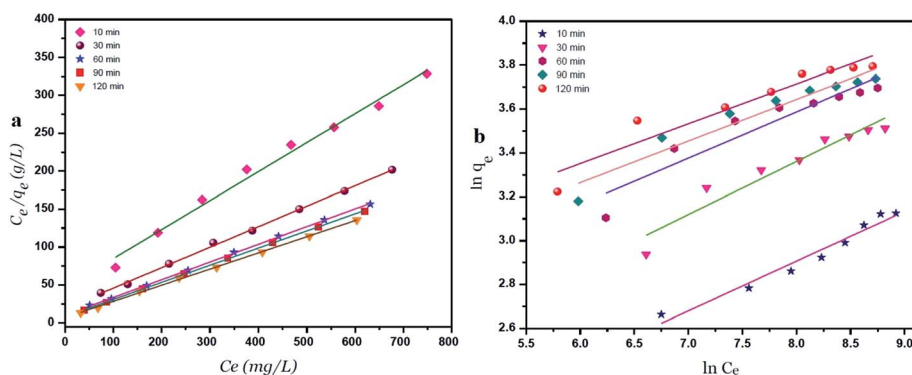 400
350
300
250
200
150
100
50
0
Ce/qe (g/L)
a
10 min
30 min
60 min
90 min
120 min
0 100 200 300 400 500 600 700 800
Ce (mg/L)
4.0
3.8
3.6
3.4
3.2
3.0
2.8
2.6
ln qe
b
10 min
30 min
60 min
90 min
120 min
6.0 6.5 7.0 7.5 8.0 8.5 9.0
ln Ce